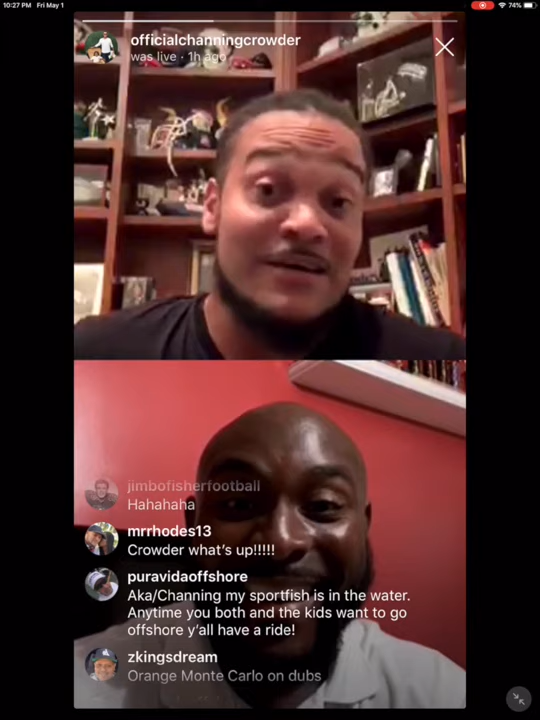 10:27 PM Fri May 1
74%
officialchanningcrowder
was live · 1h ago
jimbofisherfootball
Hahahaha
mrrhodes13
Crowder what's up!!!!!
puravidaoffshore
Aka/Channing my sportfish is in the water.
Anytime you both and the kids want to go
offshore y'all have a ride!
zkingsdream
Orange Monte Carlo on dubs